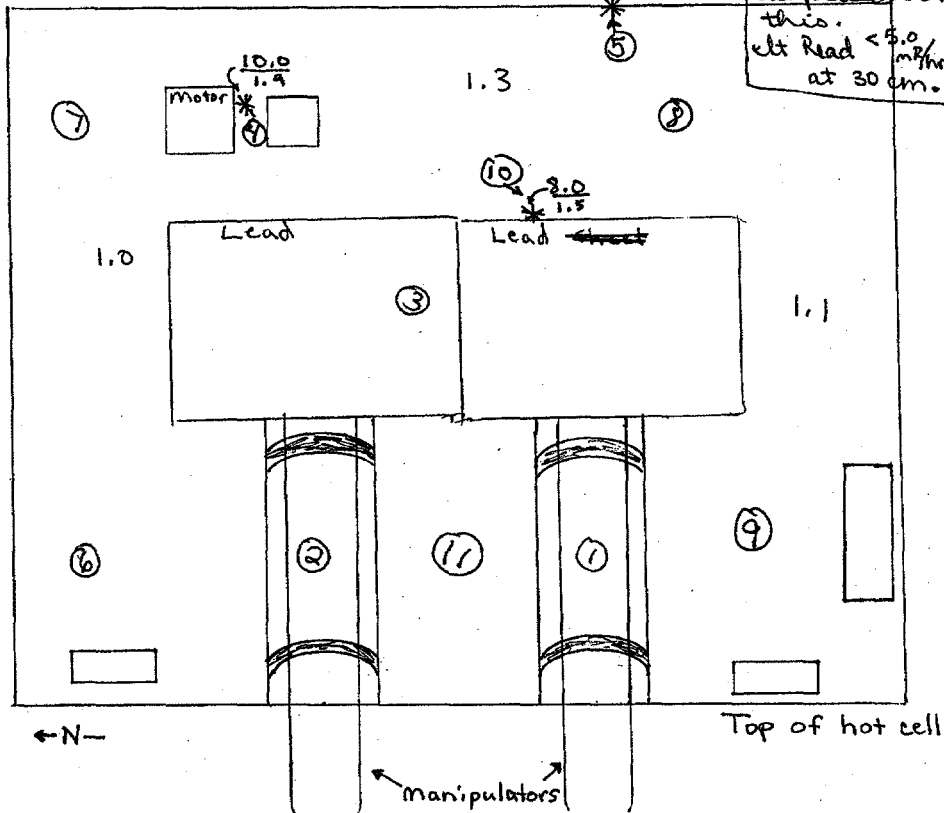 this.
It Read < 5.0 mR/hr
at 30 cm.
5
10.0
1.9
1.3
motor
7
4
8
10
8.0
1.5
Lead
Lead
1.0
3
1.1
6
2
11
1
9
←N—
Top of hot cell
manipulators